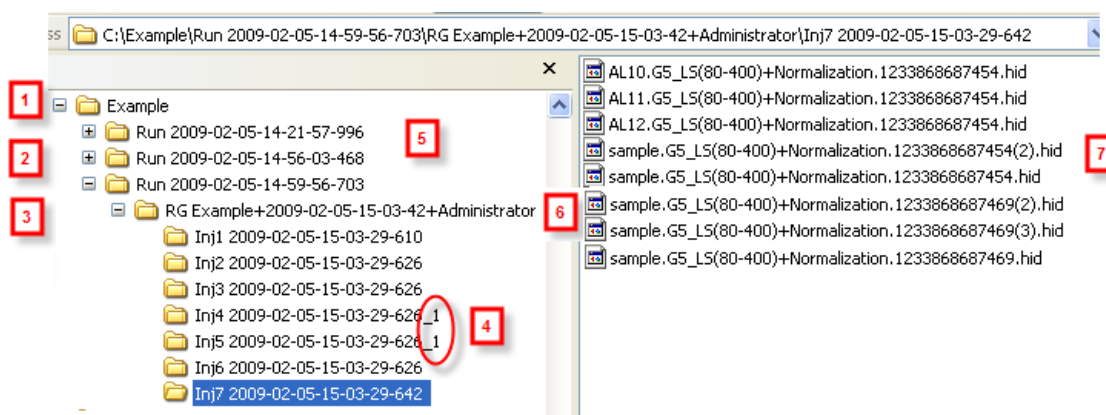 ss C:\Example\Run 2009-02-05-14-59-56-703\RG Example+2009-02-05-15-03-42+Administrator\Inj7 2009-02-05-15-03-29-642
×
1 Example
Run 2009-02-05-14-21-57-996 5
2 Run 2009-02-05-14-56-03-468
Run 2009-02-05-14-59-56-703
3 RG Example+2009-02-05-15-03-42+Administrator
Inj1 2009-02-05-15-03-29-610
Inj2 2009-02-05-15-03-29-626
Inj3 2009-02-05-15-03-29-626
Inj4 2009-02-05-15-03-29-626_1
4
Inj5 2009-02-05-15-03-29-626_1
Inj6 2009-02-05-15-03-29-626
Inj7 2009-02-05-15-03-29-642
AL10.G5_LS(80-400)+Normalization.1233868687454.hid
AL11.G5_LS(80-400)+Normalization.1233868687454.hid
AL12.G5_LS(80-400)+Normalization.1233868687454.hid
sample.G5_LS(80-400)+Normalization.1233868687454(2).hid 7
sample.G5_LS(80-400)+Normalization.1233868687454.hid
6 sample.G5_LS(80-400)+Normalization.1233868687469(2).hid
sample.G5_LS(80-400)+Normalization.1233868687469(3).hid
sample.G5_LS(80-400)+Normalization.1233868687469.hid